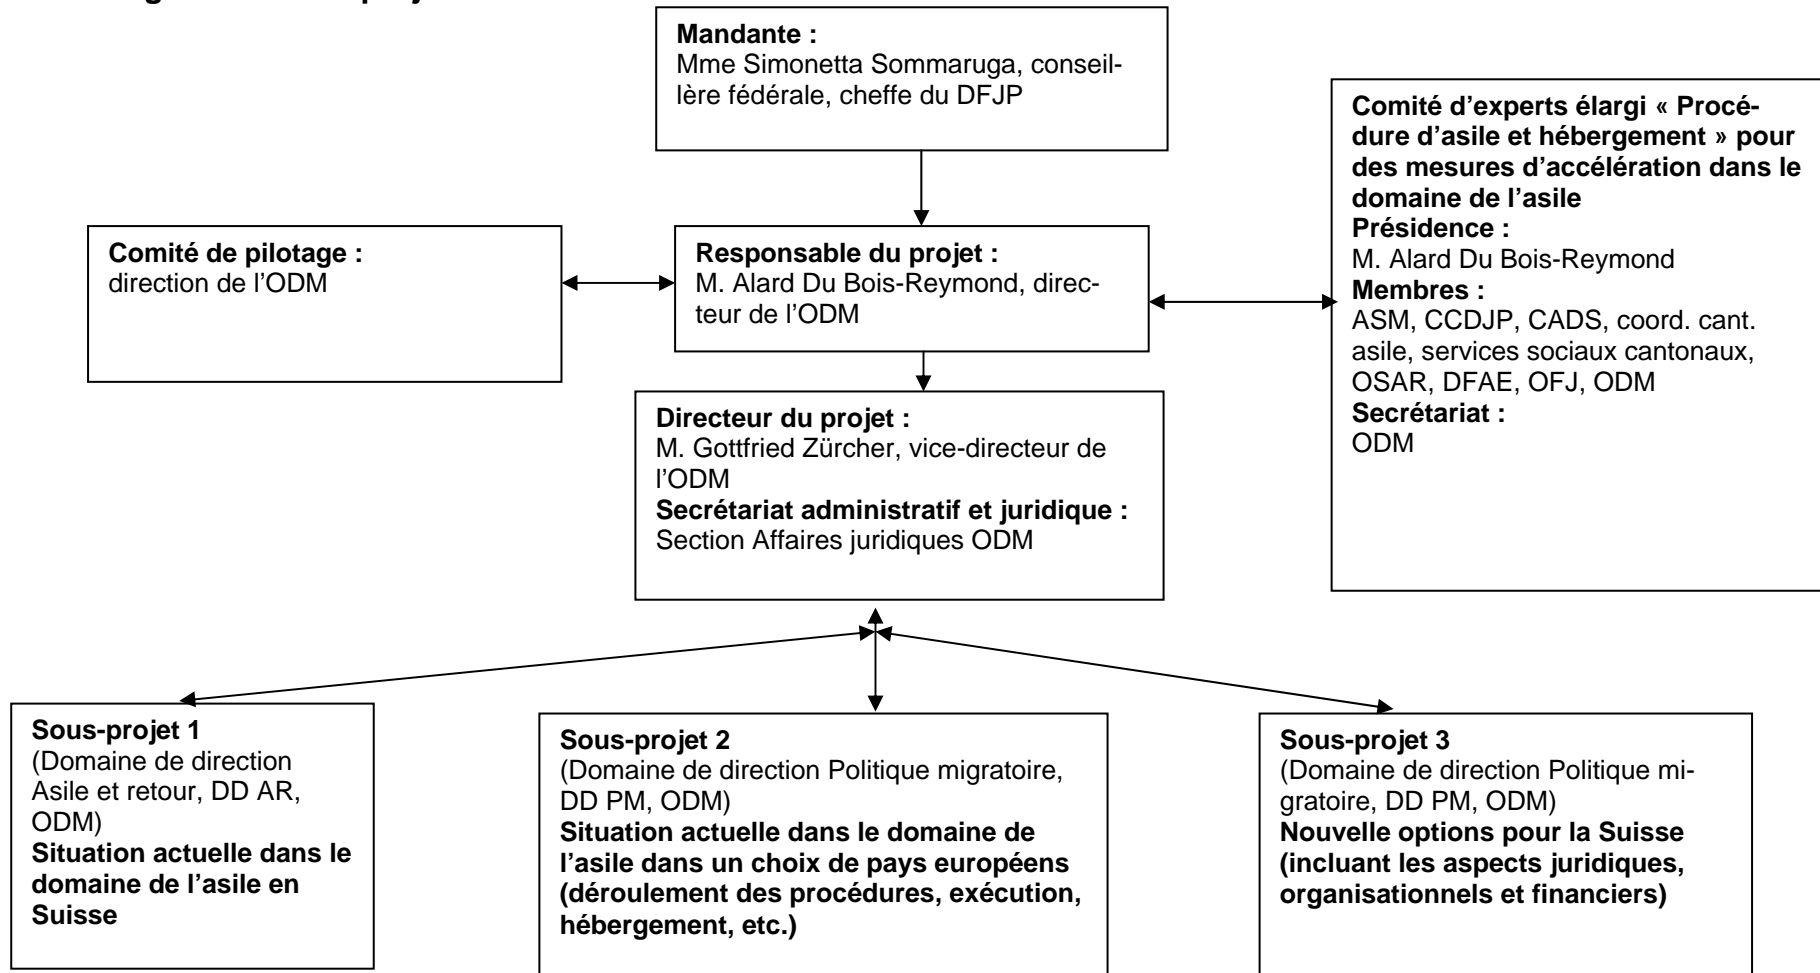 Mandante :
Mme Simonetta Sommaruga, conseil-
lère fédérale, cheffe du DFJP
Comité d'experts élargi « Procé-
dure d'asile et hébergement » pour
des mesures d'accélération dans le
domaine de l'asile
Présidence :
M. Alard Du Bois-Reymond
Membres :
ASM, CCDJP, CADS, coord. cant.
asile, services sociaux cantonaux,
OSAR, DFAE, OFJ, ODM
Secrétariat :
ODM
Comité de pilotage :
direction de l'ODM
Responsable du projet :
M. Alard Du Bois-Reymond, direc-
teur de l'ODM
Directeur du projet :
M. Gottfried Zürcher, vice-directeur de
l'ODM
Secrétariat administratif et juridique :
Section Affaires juridiques ODM
Sous-projet 1
(Domaine de direction
Asile et retour, DD AR,
ODM)
Situation actuelle dans le
domaine de l'asile en
Suisse
Sous-projet 2
(Domaine de direction Politique migratoire,
DD PM, ODM)
Situation actuelle dans le domaine de
l'asile dans un choix de pays européens
(déroulement des procédures, exécution,
hébergement, etc.)
Sous-projet 3
(Domaine de direction Politique mi-
gratoire, DD PM, ODM)
Nouvelle options pour la Suisse
(incluant les aspects juridiques,
organisationnels et financiers)